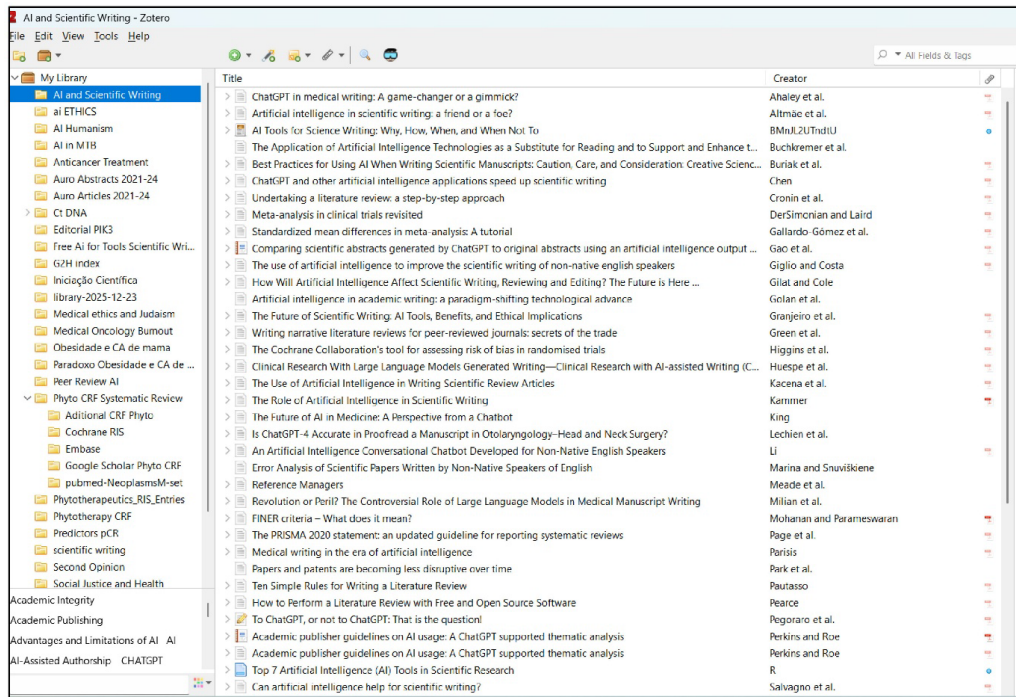 AI and Scientific Writing - Zotero
File Edit View Tools Help
All Fields & Tags
My Library
AI and Scientific Writing
ai ETHICS
AI Humanism
AI in MTB
Anticancer Treatment
Auro Abstracts 2021-24
Auro Articles 2021-24
Ct DNA
Editorial PIK3
Free Ai for Tools Scientific Wri...
G2H index
Iniciação Científica
library-2025-12-23
Medical ethics and Judaism
Medical Oncology Burnout
Obesidade e CA de mama
Paradoxo Obesidade e CA de ...
Peer Review AI
Phyto CRF Systematic Review
Aditional CRF Phyto
Cochrane RIS
Embase
Google Scholar Phyto CRF
pubmed-NeoplasmsM-set
Phytotherapeutics_RIS_Entries
Phytotherapy CRF
Predictors pCR
scientific writing
Second Opinion
Social Justice and Health
Academic Integrity
Academic Publishing
Advantages and Limitations of AI AI
AI-Assisted Authorship CHATGPT
Title Creator
ChatGPT in medical writing: A game-changer or a gimmick? Ahaley et al.
Artificial intelligence in scientific writing: a friend or a foe? Altmäe et al.
AI Tools for Science Writing: Why, How, When, and When Not To BMnJL2UTndtU
The Application of Artificial Intelligence Technologies as a Substitute for Reading and to Support and Enhance t... Buchkremer et al.
Best Practices for Using AI When Writing Scientific Manuscripts: Caution, Care, and Consideration: Creative Scienc... Buriak et al.
ChatGPT and other artificial intelligence applications speed up scientific writing Chen
Undertaking a literature review: a step-by-step approach Cronin et al.
Meta-analysis in clinical trials revisited DerSimonian and Laird
Standardized mean differences in meta-analysis: A tutorial Gallardo-Gómez et al.
Comparing scientific abstracts generated by ChatGPT to original abstracts using an artificial intelligence output ... Gao et al.
The use of artificial intelligence to improve the scientific writing of non-native english speakers Giglio and Costa
How Will Artificial Intelligence Affect Scientific Writing, Reviewing and Editing? The Future is Here ... Gilat and Cole
Artificial intelligence in academic writing: a paradigm-shifting technological advance Golan et al.
The Future of Scientific Writing: AI Tools, Benefits, and Ethical Implications Granjeiro et al.
Writing narrative literature reviews for peer-reviewed journals: secrets of the trade Green et al.
The Cochrane Collaboration's tool for assessing risk of bias in randomised trials Higgins et al.
Clinical Research With Large Language Models Generated Writing—Clinical Research with AI-assisted Writing (C... Huespe et al.
The Use of Artificial Intelligence in Writing Scientific Review Articles Kacena et al.
The Role of Artificial Intelligence in Scientific Writing Kammer
The Future of AI in Medicine: A Perspective from a Chatbot King
Is ChatGPT-4 Accurate in Proofread a Manuscript in Otolaryngology–Head and Neck Surgery? Lechien et al.
An Artificial Intelligence Conversational Chatbot Developed for Non-Native English Speakers Li
Error Analysis of Scientific Papers Written by Non-Native Speakers of English Marina and Snuviškiene
Reference Managers Meade et al.
Revolution or Peril? The Controversial Role of Large Language Models in Medical Manuscript Writing Milian et al.
FINER criteria – What does it mean? Mohanan and Parameswaran
The PRISMA 2020 statement: an updated guideline for reporting systematic reviews Page et al.
Medical writing in the era of artificial intelligence Parisis
Papers and patents are becoming less disruptive over time Park et al.
Ten Simple Rules for Writing a Literature Review Pautasso
How to Perform a Literature Review with Free and Open Source Software Pearce
To ChatGPT, or not to ChatGPT: That is the question! Pegoraro et al.
Academic publisher guidelines on AI usage: A ChatGPT supported thematic analysis Perkins and Roe
Academic publisher guidelines on AI usage: A ChatGPT supported thematic analysis Perkins and Roe
Top 7 Artificial Intelligence (AI) Tools in Scientific Research R
Can artificial intelligence help for scientific writing? Salvagno et al.